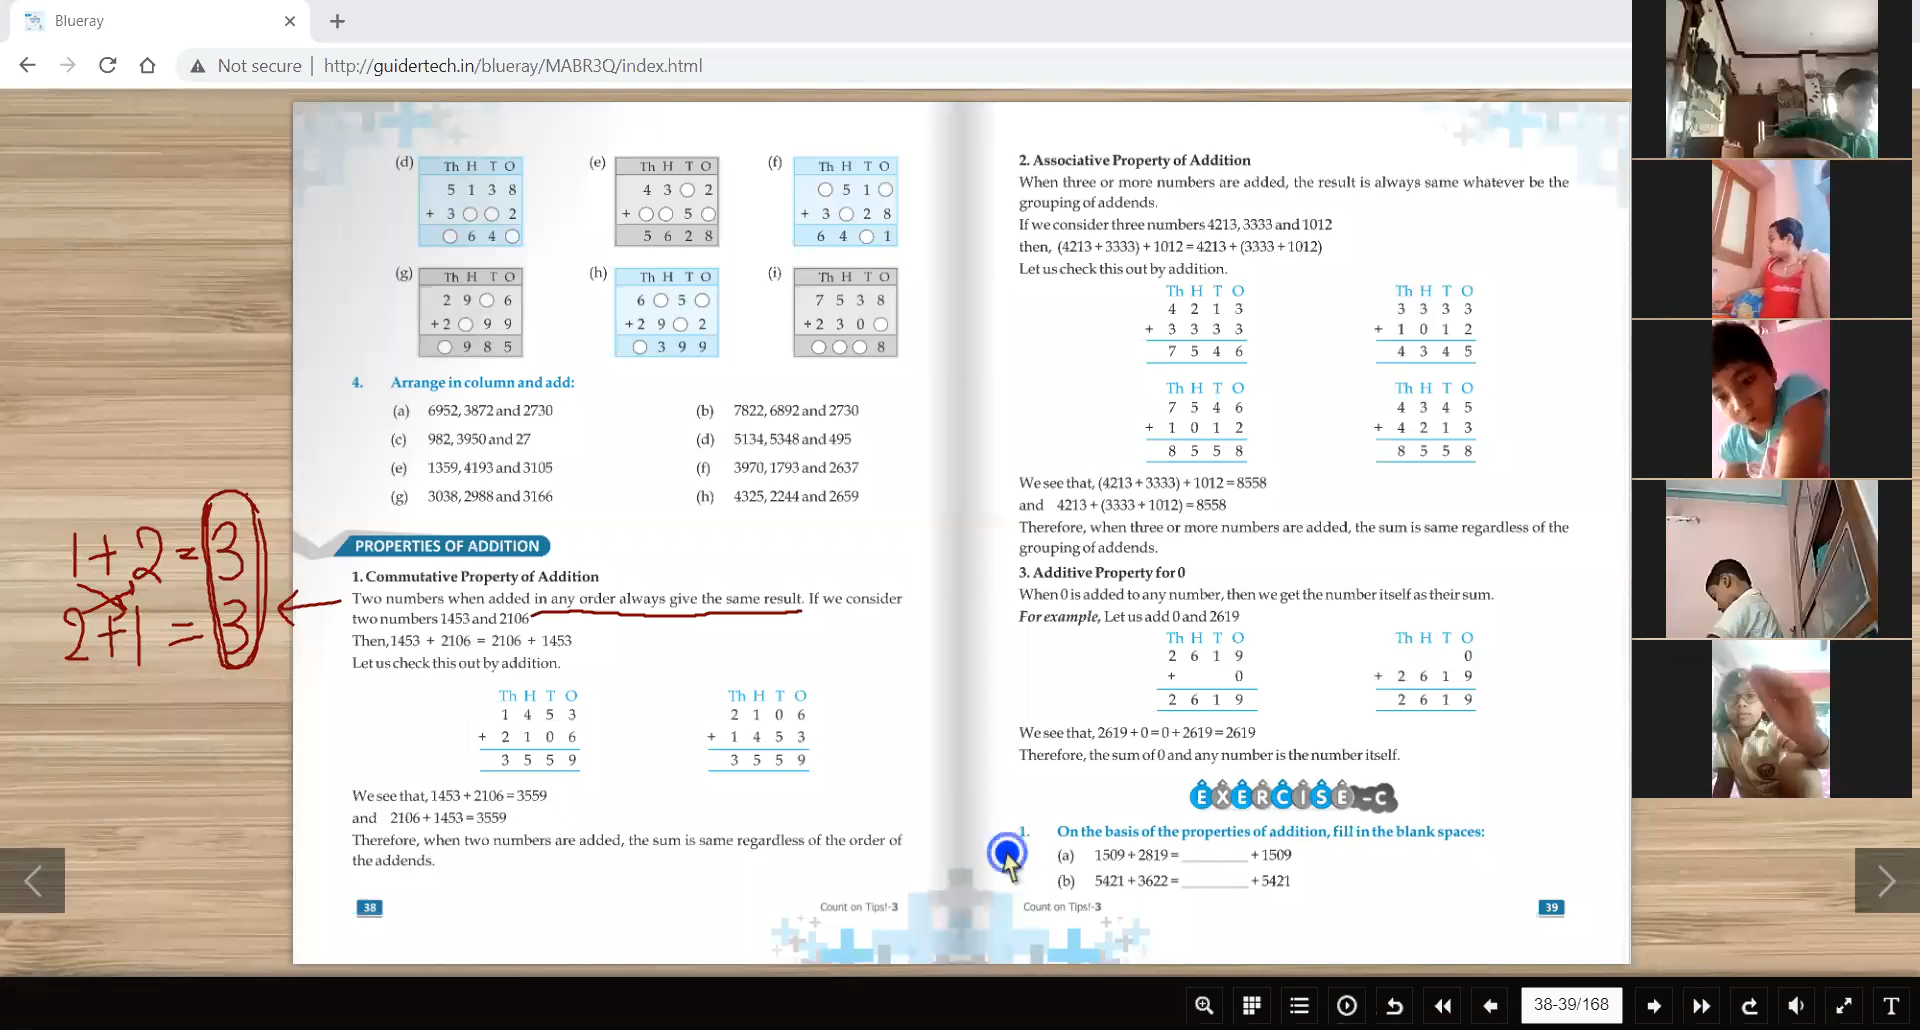 Blueray
Not secure | http://guidertech.in/blueray/MABR3Q/index.html
(d) Th H T O
5 1 3 8
+ 3 ○ ○ 2
○ 6 4 ○
(e) Th H T O
4 3 ○ 2
+ ○ ○ 5 ○
5 6 2 8
(f) Th H T O
○ 5 1 ○
+ 3 ○ 2 8
6 4 ○ 1
(g) Th H T O
2 9 ○ 6
+ 2 ○ 9 9
○ 9 8 5
(h) Th H T O
6 ○ 5 ○
+ 2 9 ○ 2
○ 3 9 9
(i) Th H T O
7 5 3 8
+ 2 3 0 ○
○ ○ ○ 8
4. Arrange in column and add:
(a) 6952, 3872 and 2730 (b) 7822, 6892 and 2730
(c) 982, 3950 and 27 (d) 5134, 5348 and 495
(e) 1359, 4193 and 3105 (f) 3970, 1793 and 2637
(g) 3038, 2988 and 3166 (h) 4325, 2244 and 2659
1+2=3
2+1=3
PROPERTIES OF ADDITION
1. Commutative Property of Addition
Two numbers when added in any order always give the same result. If we consider
two numbers 1453 and 2106
Then, 1453 + 2106 = 2106 + 1453
Let us check this out by addition.
Th H T O
1 4 5 3
+ 2 1 0 6
3 5 5 9
Th H T O
2 1 0 6
+ 1 4 5 3
3 5 5 9
We see that, 1453 + 2106 = 3559
and 2106 + 1453 = 3559
Therefore, when two numbers are added, the sum is same regardless of the order of
the addends.
38
Count on Tips!-3
2. Associative Property of Addition
When three or more numbers are added, the result is always same whatever be the
grouping of addends.
If we consider three numbers 4213, 3333 and 1012
then, (4213 + 3333) + 1012 = 4213 + (3333 + 1012)
Let us check this out by addition.
Th H T O
4 2 1 3
+ 3 3 3 3
7 5 4 6
Th H T O
3 3 3 3
+ 1 0 1 2
4 3 4 5
Th H T O
7 5 4 6
+ 1 0 1 2
8 5 5 8
Th H T O
4 3 4 5
+ 4 2 1 3
8 5 5 8
We see that, (4213 + 3333) + 1012 = 8558
and 4213 + (3333 + 1012) = 8558
Therefore, when three or more numbers are added, the sum is same regardless of the
grouping of addends.
3. Additive Property for 0
When 0 is added to any number, then we get the number itself as their sum.
For example, Let us add 0 and 2619
Th H T O
2 6 1 9
+ 0
2 6 1 9
Th H T O
0
+ 2 6 1 9
2 6 1 9
We see that, 2619 + 0 = 0 + 2619 = 2619
Therefore, the sum of 0 and any number is the number itself.
EXERCISE-C
1. On the basis of the properties of addition, fill in the blank spaces:
(a) 1509 + 2819 = ________ + 1509
(b) 5421 + 3622 = ________ + 5421
Count on Tips!-3
39
38-39/168
T